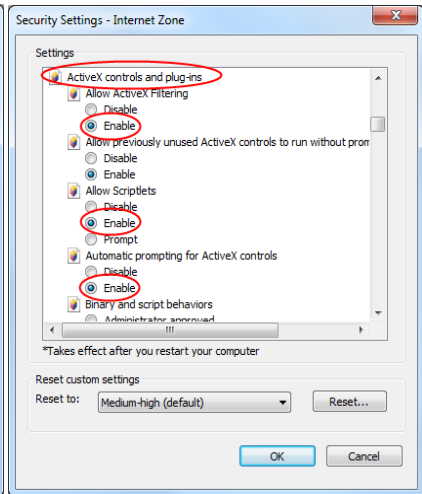 Security Settings - Internet Zone
Settings
ActiveX controls and plug-ins
Allow ActiveX Filtering
Disable
Enable
Allow previously unused ActiveX controls to run without prom
Disable
Enable
Allow Scriptlets
Disable
Enable
Prompt
Automatic prompting for ActiveX controls
Disable
Enable
Binary and script behaviors
Administrator approved
*Takes effect after you restart your computer
Reset custom settings
Reset to: Medium-high (default) Reset...
OK Cancel